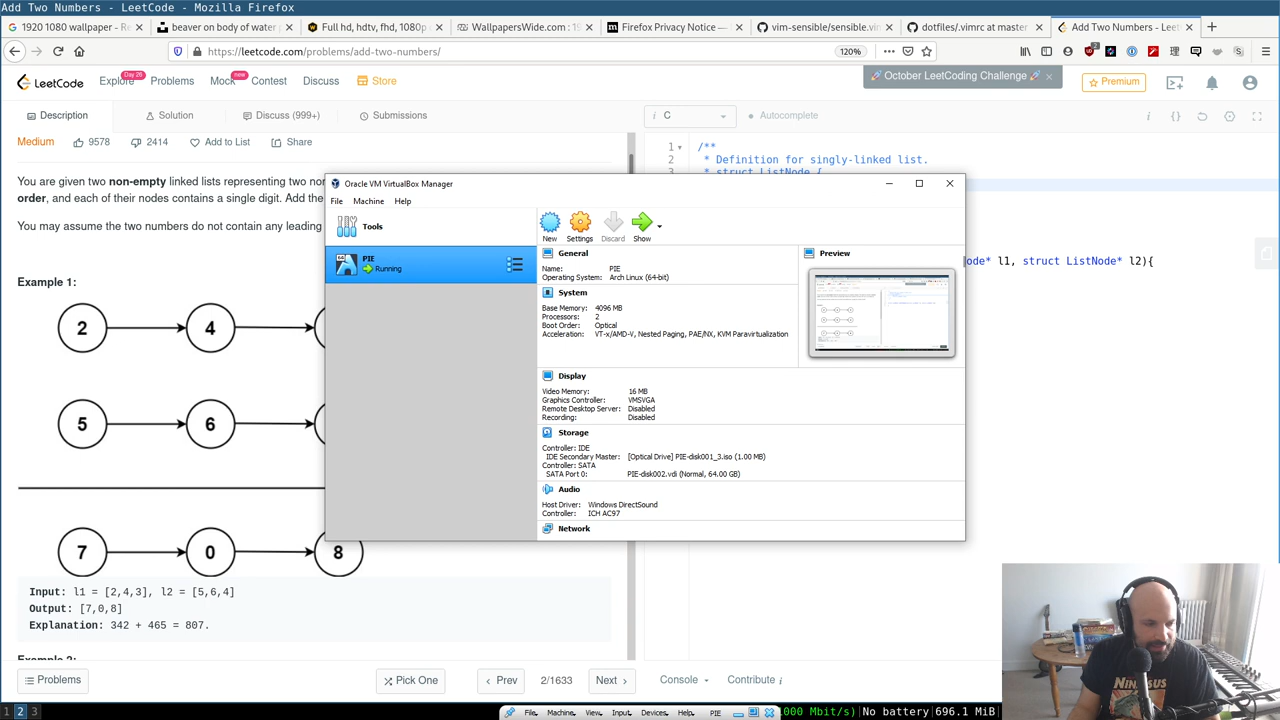 Add Two Numbers - LeetCode - Mozilla Firefox
1920 1080 wallpaper - Re
beaver on body of water p
Full hd, hdtv, fhd, 1080p
WallpapersWide.com : 19
Firefox Privacy Notice —
vim-sensible/sensible.vim
dotfiles/.vimrc at master
Add Two Numbers - LeetC
https://leetcode.com/problems/add-two-numbers/
120%
LeetCode
Explore
Day 26
Problems
Mock
new
Contest
Discuss
Store
October LeetCoding Challenge
Premium
Description
Solution
Discuss (999+)
Submissions
i C
Autocomplete
Medium
9578
2414
Add to List
Share
You are given two non-empty linked lists representing two non
order, and each of their nodes contains a single digit. Add the
You may assume the two numbers do not contain any leading
Example 1:
2
4
5
6
7
0
8
Input: l1 = [2,4,3], l2 = [5,6,4]
Output: [7,0,8]
Explanation: 342 + 465 = 807.
Example 2:
1 /**
2 * Definition for singly-linked list.
3 * struct ListNode {
ode* l1, struct ListNode* l2){
Oracle VM VirtualBox Manager
File Machine Help
Tools
New Settings Discard Show
64
PIE
Running
General
Name: PIE
Operating System: Arch Linux (64-bit)
System
Base Memory: 4096 MB
Processors: 2
Boot Order: Optical
Acceleration: VT-x/AMD-V, Nested Paging, PAE/NX, KVM Paravirtualization
Preview
Display
Video Memory: 16 MB
Graphics Controller: VMSVGA
Remote Desktop Server: Disabled
Recording: Disabled
Storage
Controller: IDE
IDE Secondary Master: [Optical Drive] PIE-disk001_3.iso (1.00 MB)
Controller: SATA
SATA Port 0: PIE-disk002.vdi (Normal, 64.00 GB)
Audio
Host Driver: Windows DirectSound
Controller: ICH AC97
Network
Problems
Pick One
Prev
2/1633
Next
Console
Contribute i
1 2 3
File Machine View Input Devices Help PIE
000 Mbit/s)|No battery|696.1 MiB